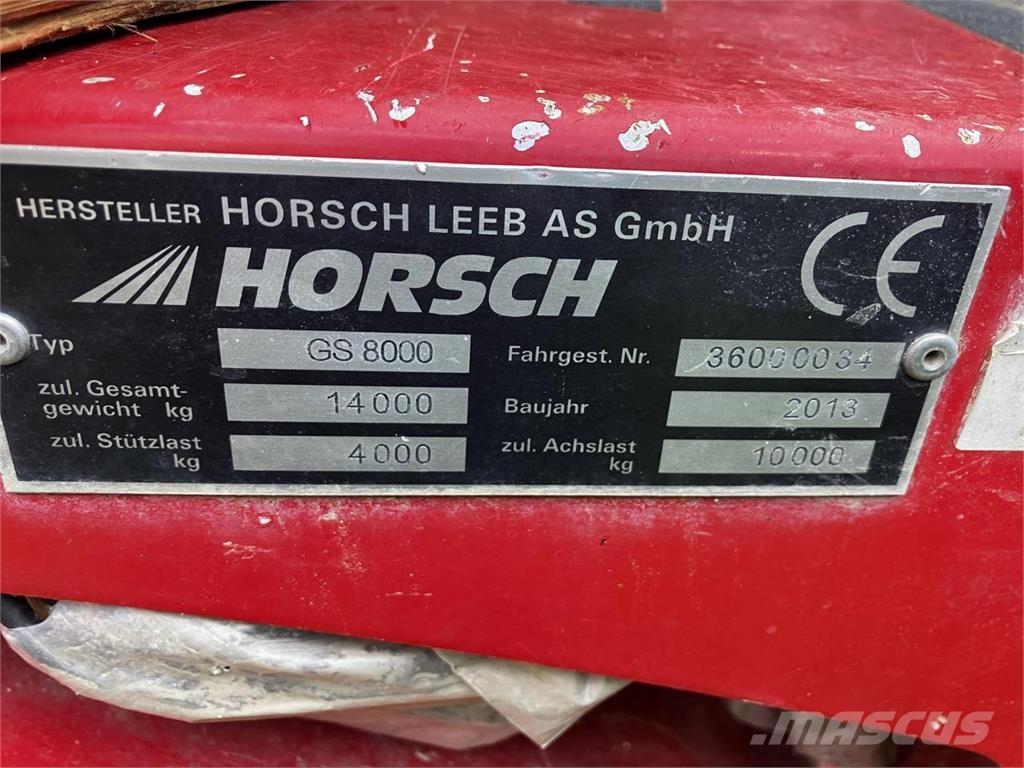 HERSTELLER HORSCH LEEB AS GmbH
HORSCH
CE
Typ GS 8000 Fahrgest. Nr. 36000034
zul. Gesamt-
gewicht kg 14000 Baujahr 2013
zul. Stützlast
kg 4000 zul. Achslast
kg 10000
MASCUS